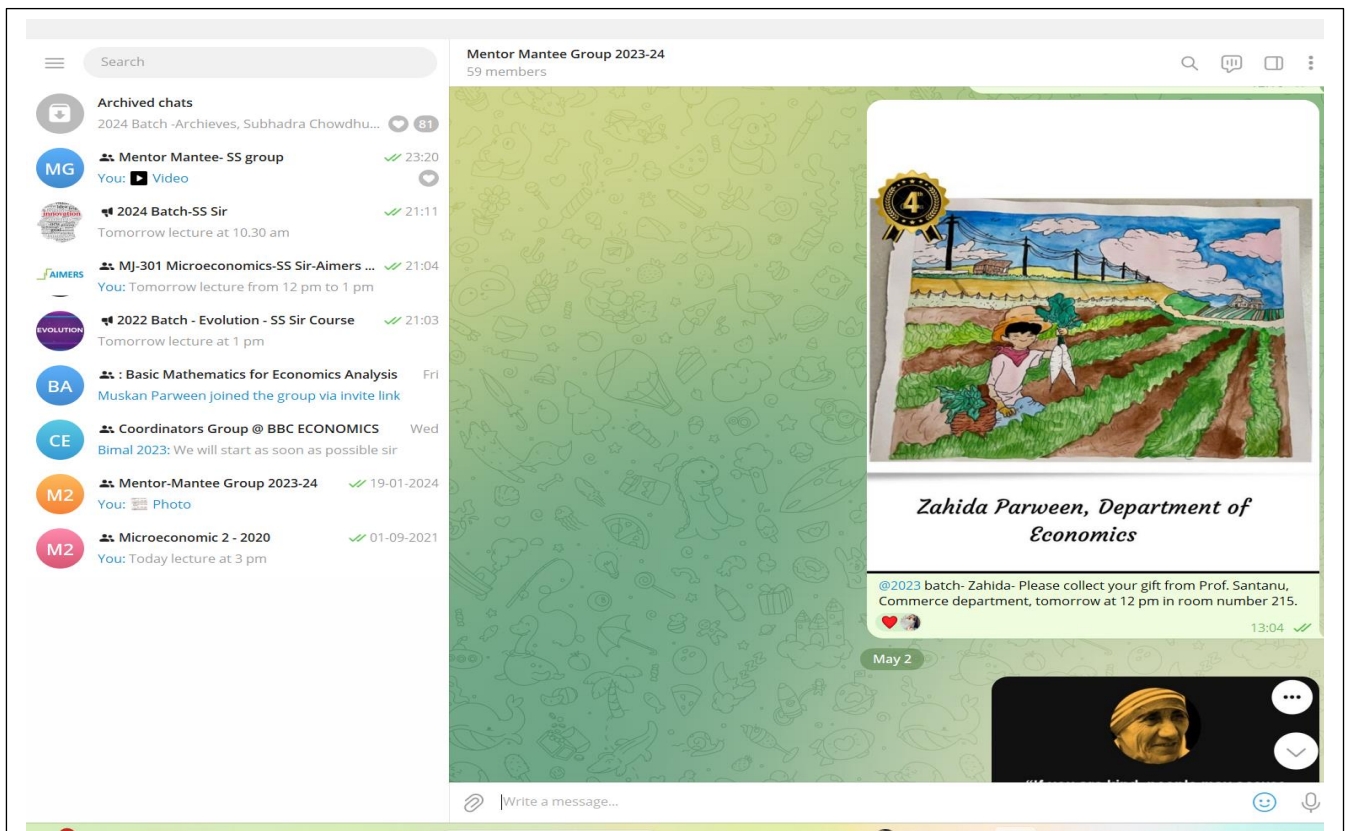 Search
Archived chats
2024 Batch -Archieves, Subhadra Chowdhu... 81
MG
Mentor Mantee- SS group 23:20
You: Video
innovation
2024 Batch-SS Sir 21:11
Tomorrow lecture at 10.30 am
AIMERS
MJ-301 Microeconomics-SS Sir-Aimers ... 21:04
You: Tomorrow lecture from 12 pm to 1 pm
EVOLUTION
2022 Batch - Evolution - SS Sir Course 21:03
Tomorrow lecture at 1 pm
BA
: Basic Mathematics for Economics Analysis Fri
Muskan Parween joined the group via invite link
CE
Coordinators Group @ BBC ECONOMICS Wed
Bimal 2023: We will start as soon as possible sir
M2
Mentor-Mantee Group 2023-24 19-01-2024
You: Photo
M2
Microeconomic 2 - 2020 01-09-2021
You: Today lecture at 3 pm
Mentor Mantee Group 2023-24
59 members
4th
Zahida Parween, Department of
Economics
@2023 batch- Zahida- Please collect your gift from Prof. Santanu,
Commerce department, tomorrow at 12 pm in room number 215.
13:04
May 2
Write a message...